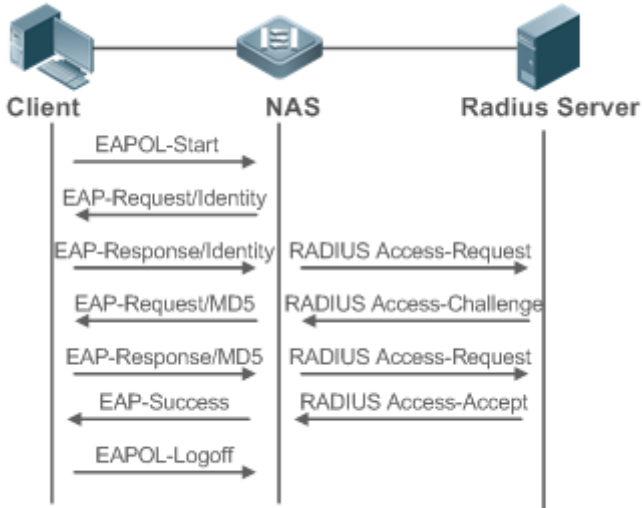 Client NAS Radius Server
EAPOL-Start
EAP-Request/Identity
EAP-Response/Identity RADIUS Access-Request
EAP-Request/MD5 RADIUS Access-Challenge
EAP-Response/MD5 RADIUS Access-Request
EAP-Success RADIUS Access-Accept
EAPOL-Logoff